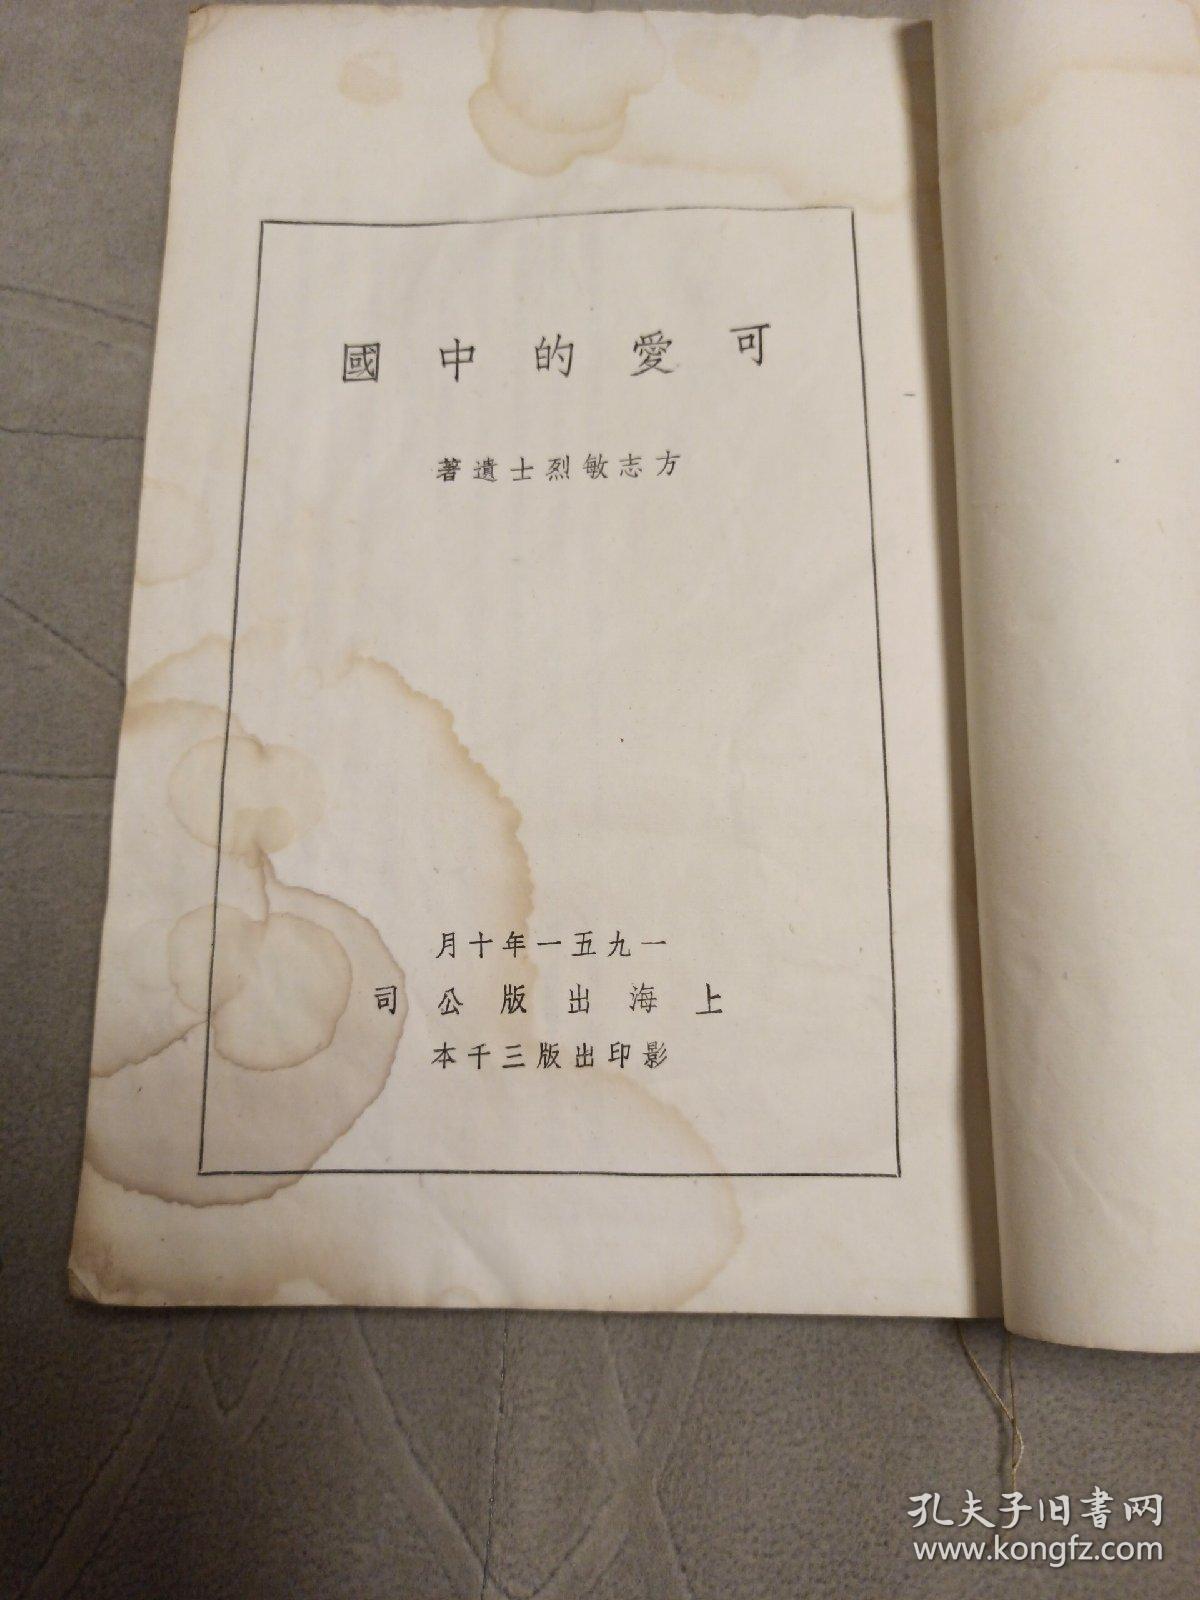 可愛的中國
方志敏烈士遺著
一九五一年十月
上海出版公司
影印出版三千本
孔夫子旧书网
www.kongfz.com